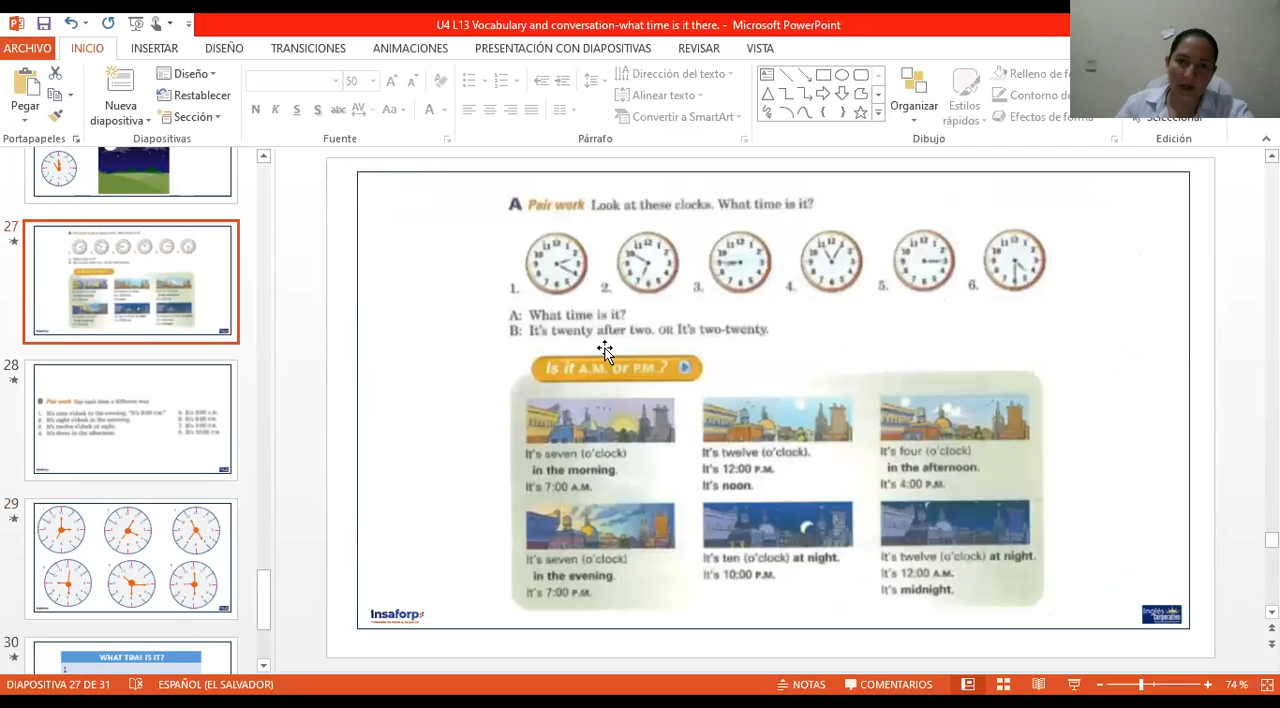 U4 L13 Vocabulary and conversation-what time is it there. - Microsoft PowerPoint
ARCHIVO INICIO INSERTAR DISEÑO TRANSICIONES ANIMACIONES PRESENTACIÓN CON DIAPOSITIVAS REVISAR VISTA
Pegar
Nueva diapositiva
Diseño
Restablecer
Sección
50
N K S S abc AV Aa A
Dirección del texto
Alinear texto
Convertir a SmartArt
Organizar
Estilos rápidos
Relleno de
Contorno de
Efectos de forma
Seleccionar
Portapapeles Diapositivas Fuente Párrafo Dibujo Edición
27
28
29
30
WHAT TIME IS IT?
A Pair work Look at these clocks. What time is it?
1. 2. 3. 4. 5. 6.
A: What time is it?
B: It's twenty after two. OR It's two-twenty.
Is it A.M. or P.M.?
It's seven (o'clock)
in the morning.
It's 7:00 A.M.
It's twelve (o'clock).
It's 12:00 P.M.
It's noon.
It's four (o'clock)
in the afternoon.
It's 4:00 P.M.
It's seven (o'clock)
in the evening.
It's 7:00 P.M.
It's ten (o'clock) at night.
It's 10:00 P.M.
It's twelve (o'clock) at night.
It's 12:00 A.M.
It's midnight.
Insaforp
Inglés Corporativo
DIAPOSITIVA 27 DE 31 ESPAÑOL (EL SALVADOR) NOTAS COMENTARIOS 74 %